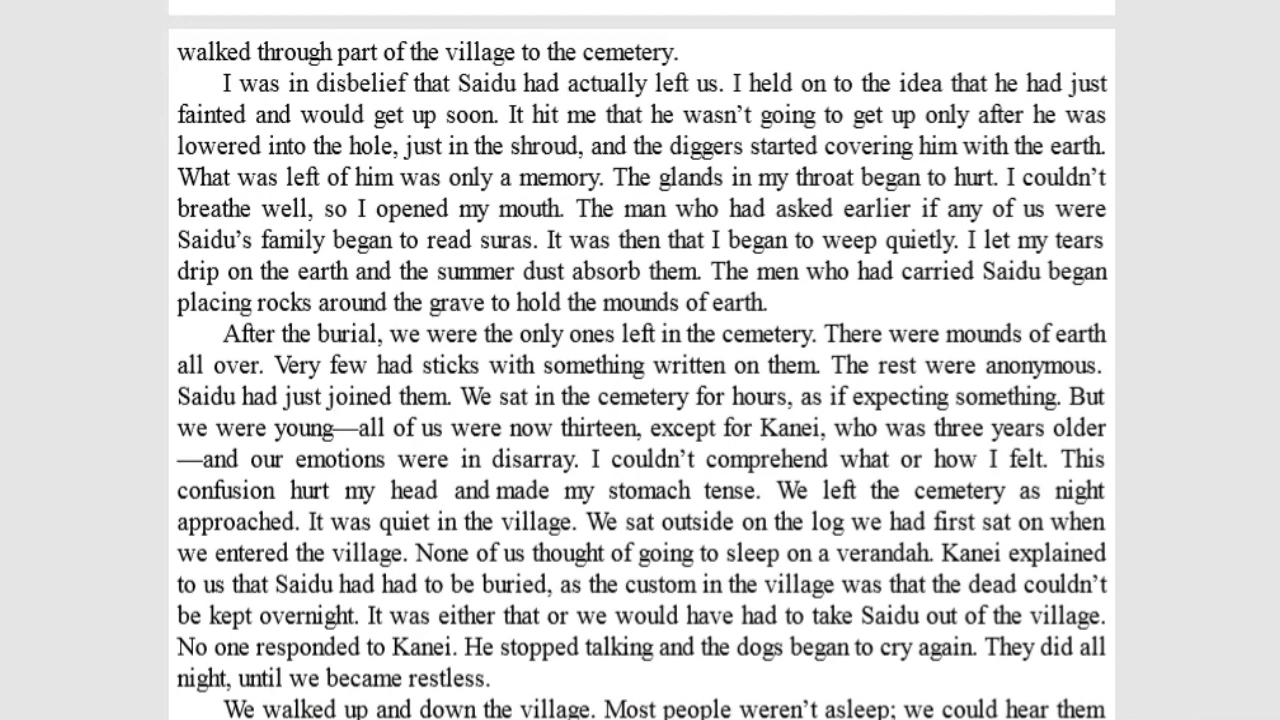 walked through part of the village to the cemetery.
I was in disbelief that Saidu had actually left us. I held on to the idea that he had just
fainted and would get up soon. It hit me that he wasn’t going to get up only after he was
lowered into the hole, just in the shroud, and the diggers started covering him with the earth.
What was left of him was only a memory. The glands in my throat began to hurt. I couldn’t
breathe well, so I opened my mouth. The man who had asked earlier if any of us were
Saidu’s family began to read suras. It was then that I began to weep quietly. I let my tears
drip on the earth and the summer dust absorb them. The men who had carried Saidu began
placing rocks around the grave to hold the mounds of earth.
After the burial, we were the only ones left in the cemetery. There were mounds of earth
all over. Very few had sticks with something written on them. The rest were anonymous.
Saidu had just joined them. We sat in the cemetery for hours, as if expecting something. But
we were young—all of us were now thirteen, except for Kanei, who was three years older
—and our emotions were in disarray. I couldn’t comprehend what or how I felt. This
confusion hurt my head and made my stomach tense. We left the cemetery as night
approached. It was quiet in the village. We sat outside on the log we had first sat on when
we entered the village. None of us thought of going to sleep on a verandah. Kanei explained
to us that Saidu had had to be buried, as the custom in the village was that the dead couldn’t
be kept overnight. It was either that or we would have had to take Saidu out of the village.
No one responded to Kanei. He stopped talking and the dogs began to cry again. They did all
night, until we became restless.
We walked up and down the village. Most people weren’t asleep; we could hear them